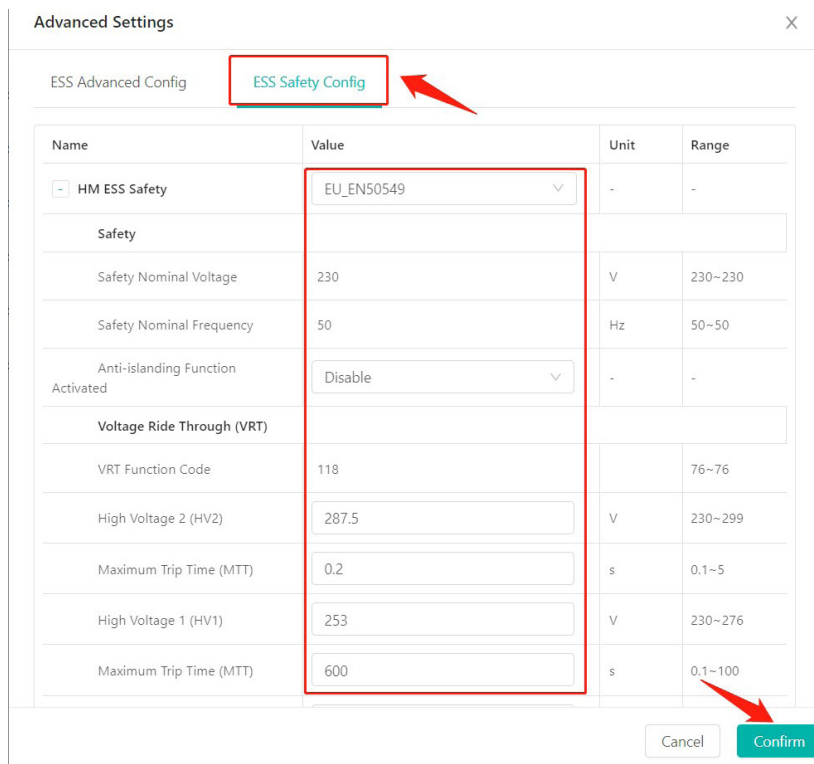 Advanced Settings
ESS Advanced Config ESS Safety Config
Name Value Unit Range
- HM ESS Safety EU_EN50549 - -
Safety
Safety Nominal Voltage 230 V 230~230
Safety Nominal Frequency 50 Hz 50~50
Anti-islanding Function
Activated Disable - -
Voltage Ride Through (VRT)
VRT Function Code 118 76~76
High Voltage 2 (HV2) 287.5 V 230~299
Maximum Trip Time (MTT) 0.2 s 0.1~5
High Voltage 1 (HV1) 253 V 230~276
Maximum Trip Time (MTT) 600 s 0.1~100
Cancel Confirm